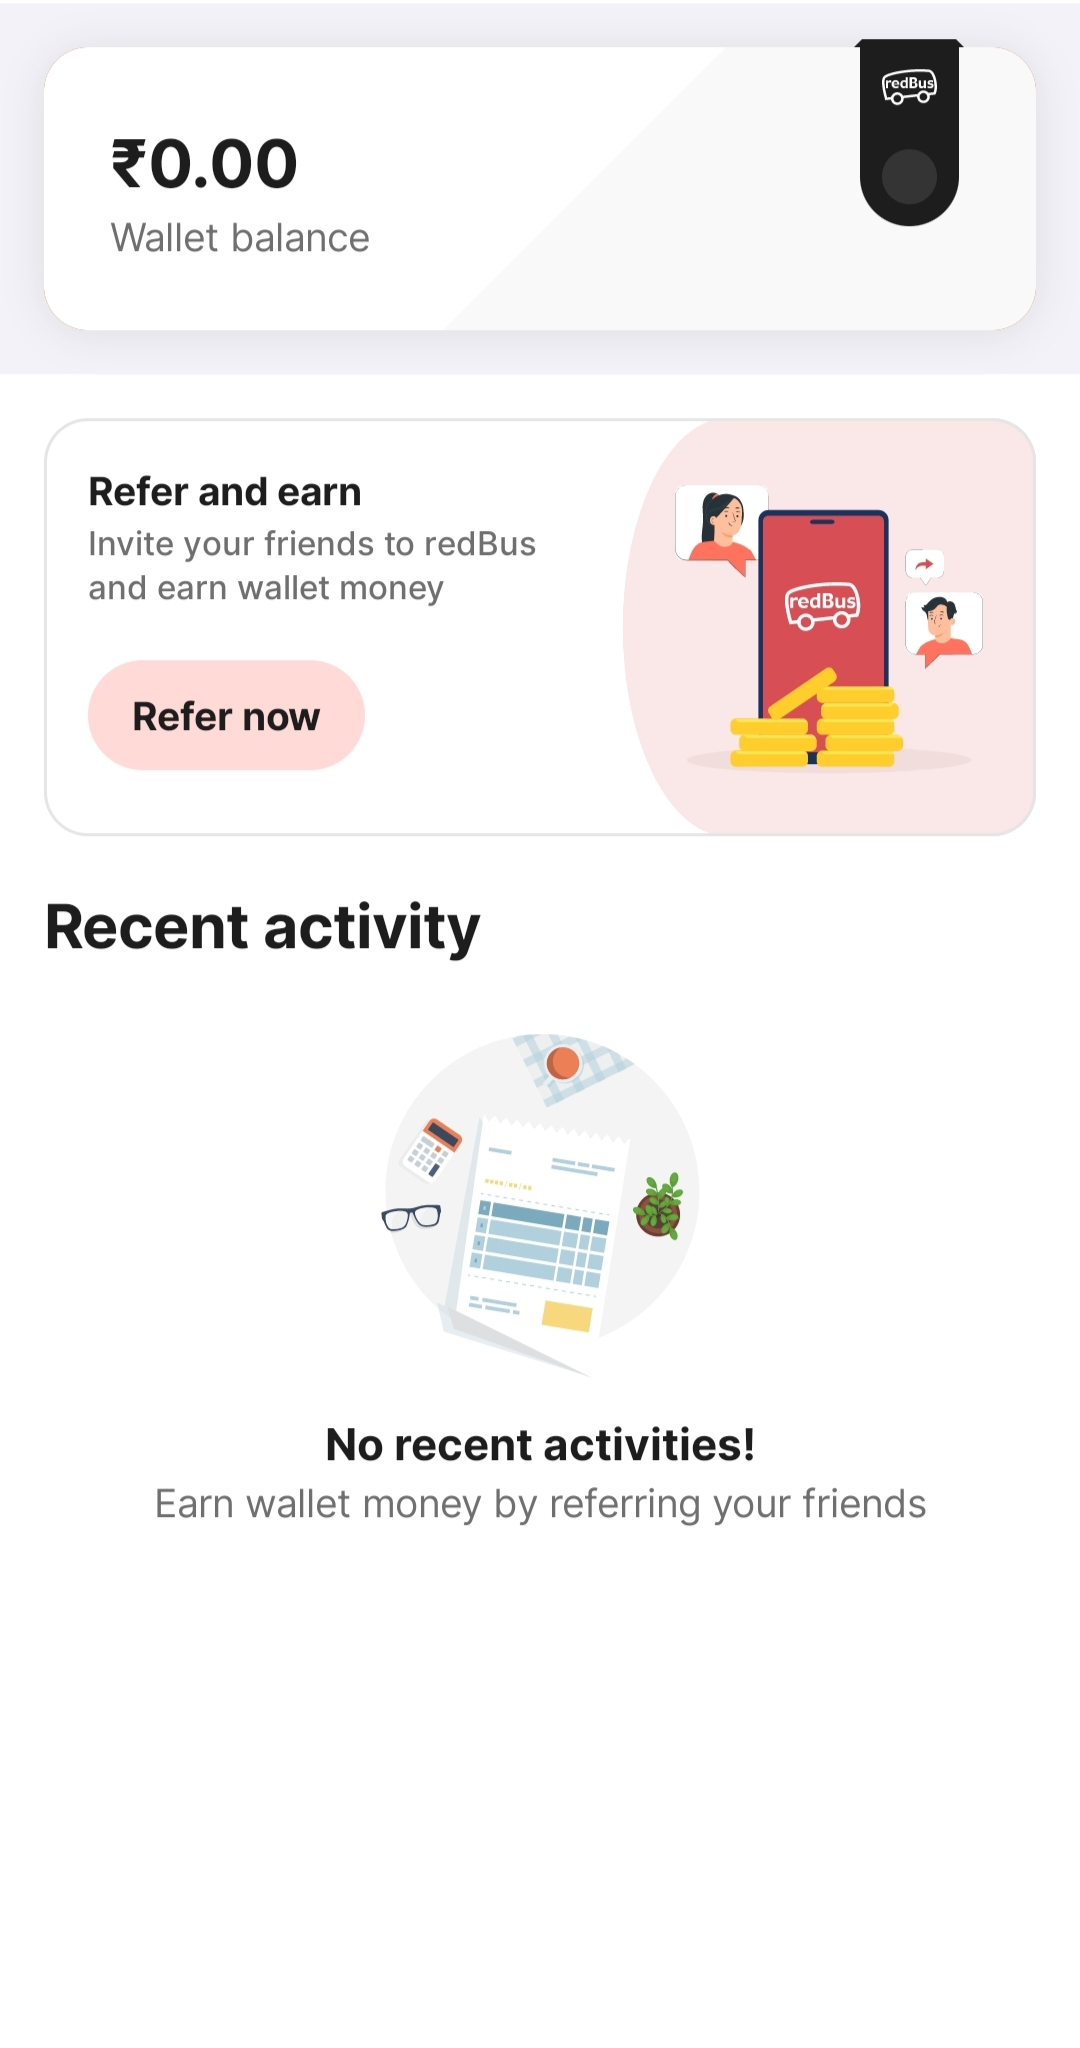 redBus
₹0.00
Wallet balance
Refer and earn
Invite your friends to redBus
and earn wallet money
redBus
Refer now
Recent activity
No recent activities!
Earn wallet money by referring your friends